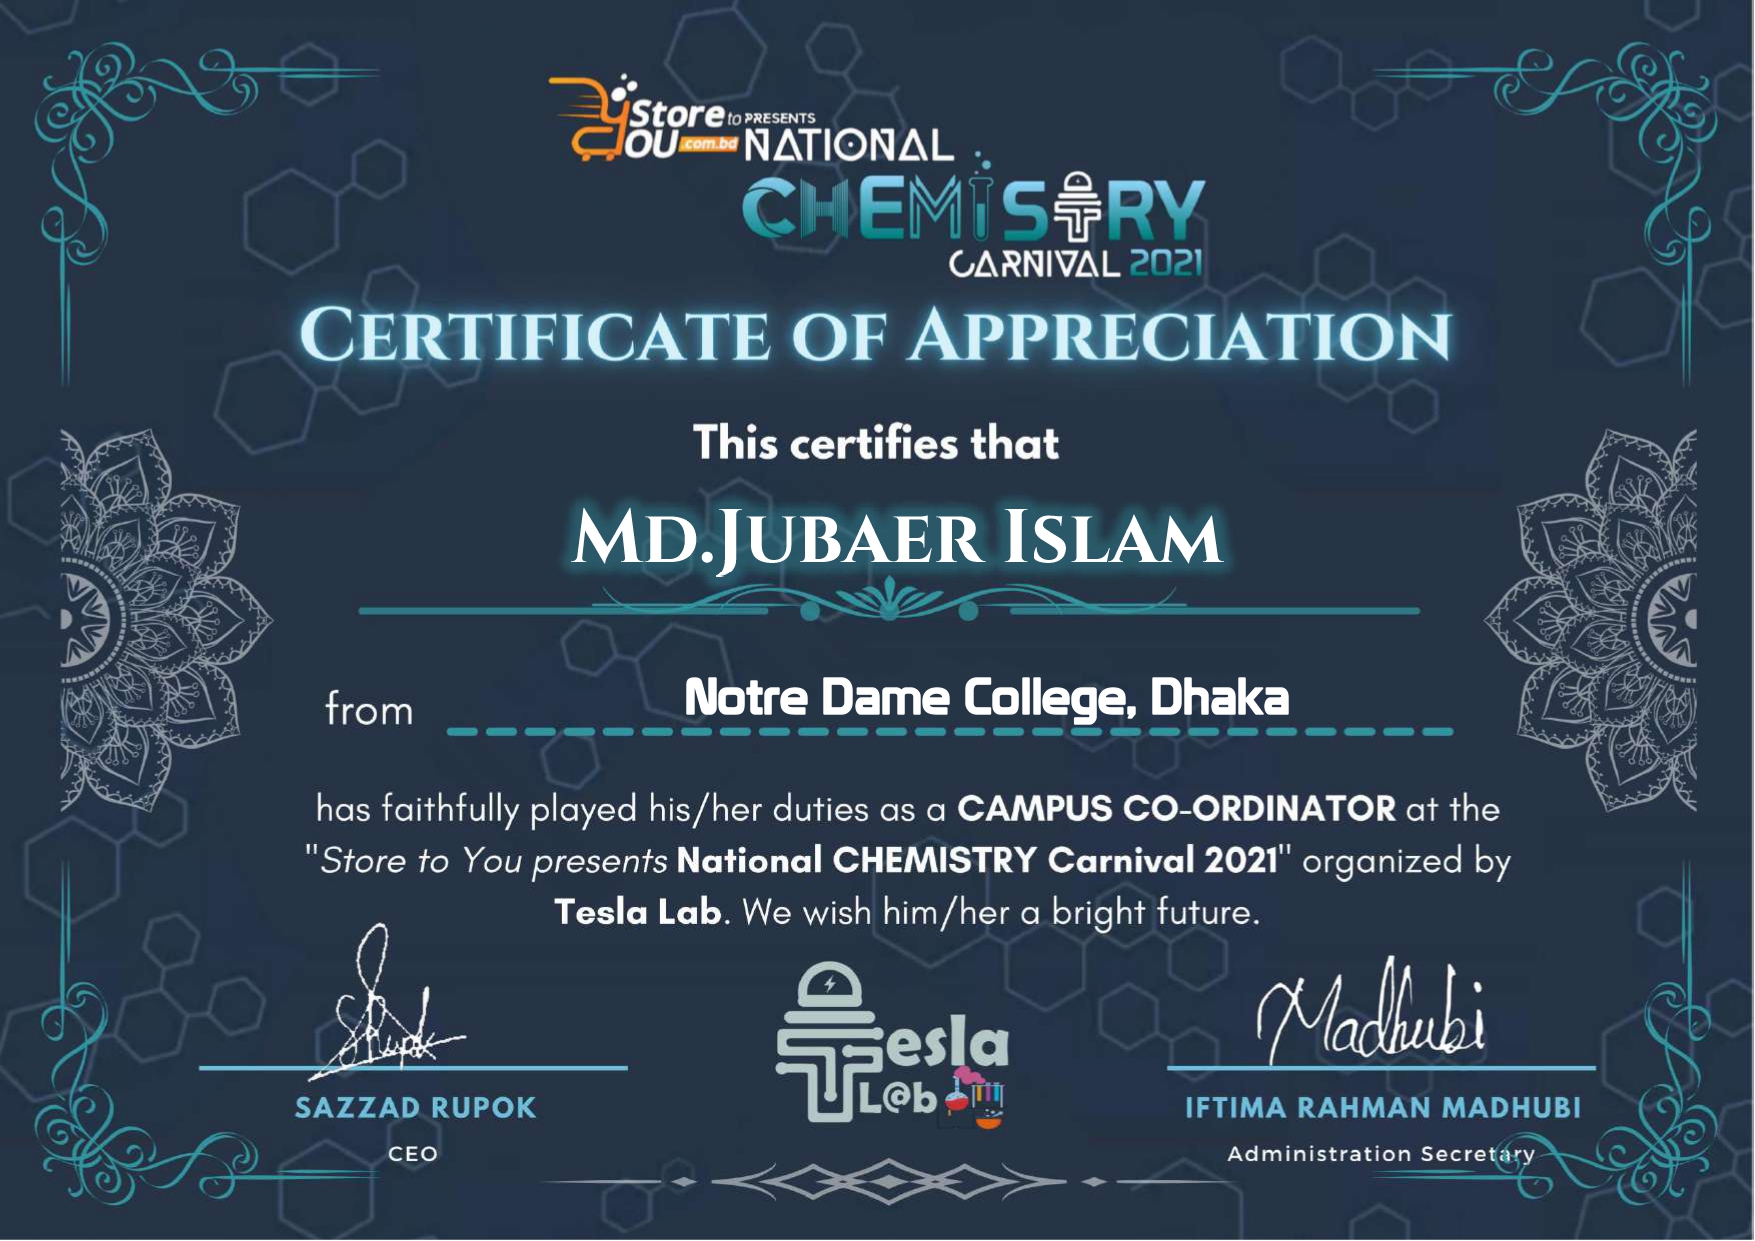 Store to PRESENTS
YOU .com.bd NATIONAL
CHEMISTRY
CARNIVAL 2021
CERTIFICATE OF APPRECIATION
This certifies that
MD.JUBAER ISLAM
from Notre Dame College, Dhaka
has faithfully played his/her duties as a CAMPUS CO-ORDINATOR at the
"Store to You presents National CHEMISTRY Carnival 2021" organized by
Tesla Lab. We wish him/her a bright future.
SRupok
Madhubi
Tesla
L@b
SAZZAD RUPOK
CEO
IFTIMA RAHMAN MADHUBI
Administration Secretary